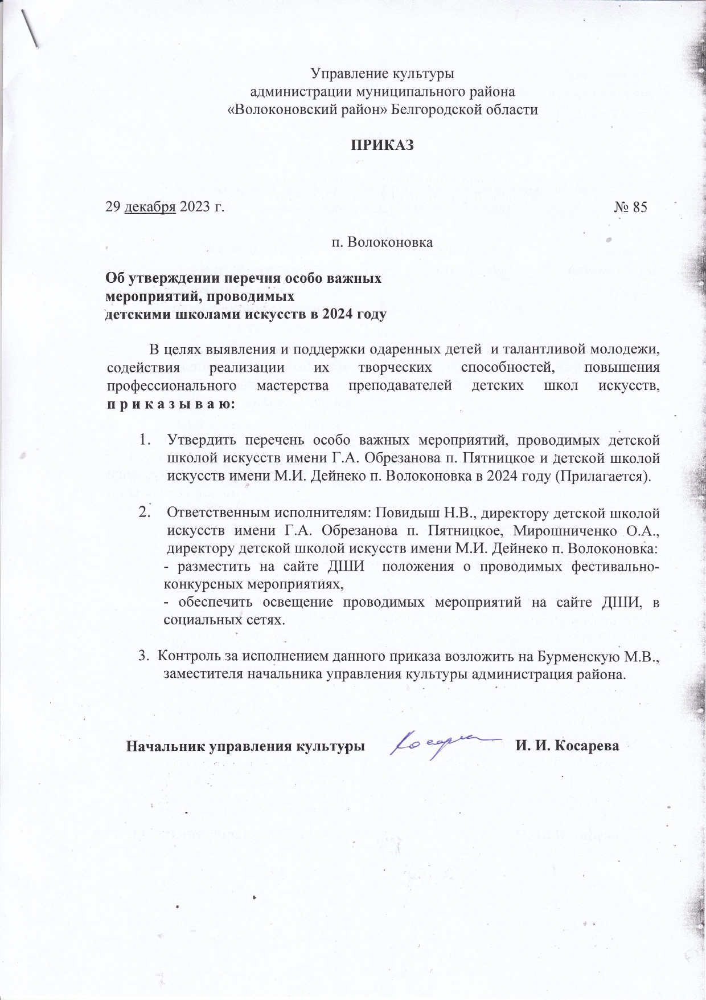 Управление культуры
администрации муниципального района
«Волоконовский район» Белгородской области
ПРИКАЗ
29 декабря 2023 г. № 85
п. Волоконовка
Об утверждении перечня особо важных
мероприятий, проводимых
детскими школами искусств в 2024 году
В целях выявления и поддержки одаренных детей и талантливой молодежи,
содействия реализации их творческих способностей, повышения
профессионального мастерства преподавателей детских школ искусств,
п р и к а з ы в а ю:
1. Утвердить перечень особо важных мероприятий, проводимых детской
школой искусств имени Г.А. Обрезанова п. Пятницкое и детской школой
искусств имени М.И. Дейнеко п. Волоконовка в 2024 году (Прилагается).
2. Ответственным исполнителям: Повидыш Н.В., директору детской школой
искусств имени Г.А. Обрезанова п. Пятницкое, Мирошниченко О.А.,
директору детской школой искусств имени М.И. Дейнеко п. Волоконовка:
- разместить на сайте ДШИ положения о проводимых фестивально-
конкурсных мероприятиях,
- обеспечить освещение проводимых мероприятий на сайте ДШИ, в
социальных сетях.
3. Контроль за исполнением данного приказа возложить на Бурменскую М.В.,
заместителя начальника управления культуры администрация района.
Начальник управления культуры И. И. Косарева